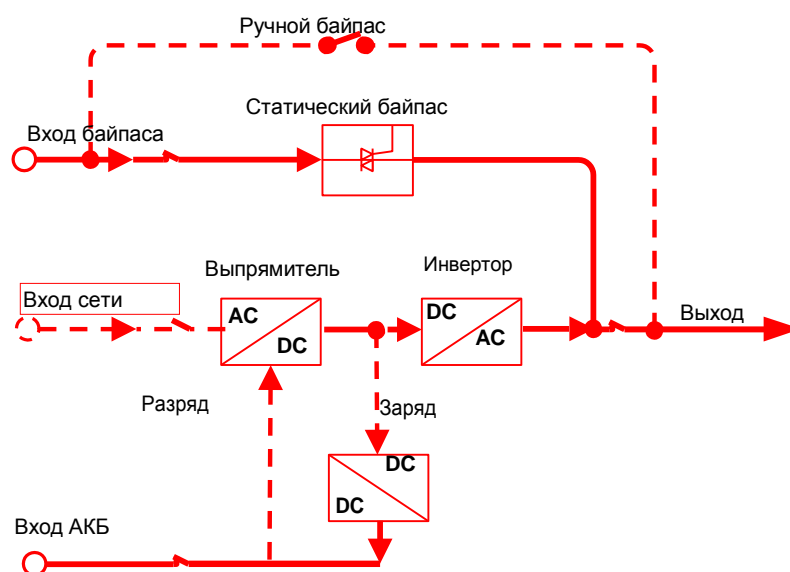 Ручной байпас
Статический байпас
Вход байпаса
Выпрямитель
Инвертор
Вход сети
AC
DC
DC
AC
Выход
Разряд
Заряд
DC
DC
Вход АКБ